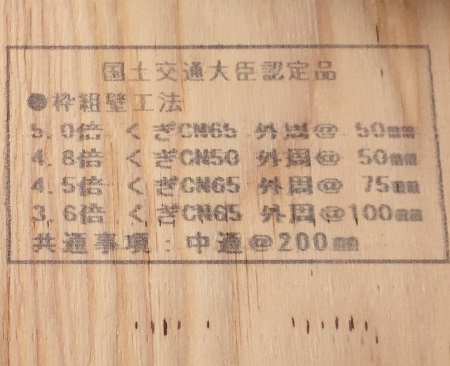 国土交通大臣認定品
●枠組壁工法
5.0倍 くぎCN65 外周@ 50mm
4.8倍 くぎCN50 外周@ 50mm
4.5倍 くぎCN65 外周@ 75mm
3.6倍 くぎCN65 外周@100mm
共通事項:中通@200mm